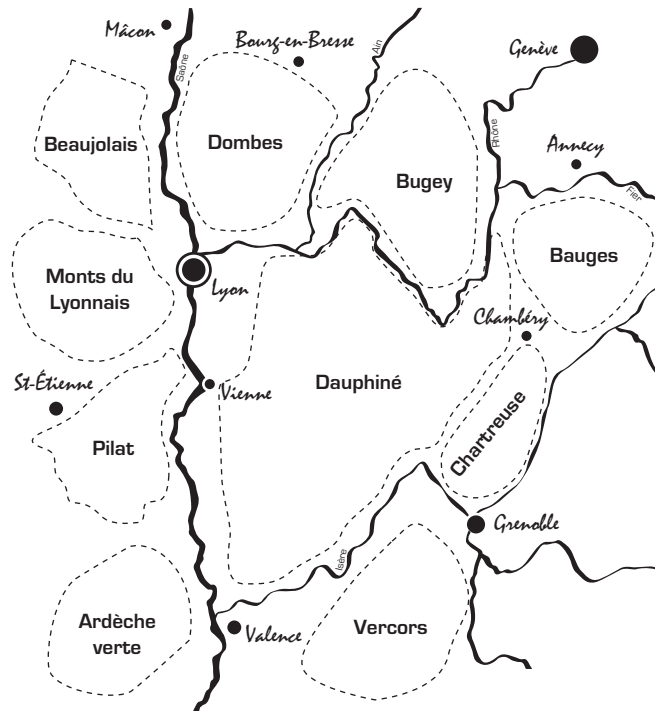 Mâcon
Bourg-en-Bresse
Ain
Genève
Saône
Beaujolais
Dombes
Rhône
Annecy
Bugey
Fier
Monts du
Lyonnais
Lyon
Bauges
Chambéry
St-Étienne
Vienne
Dauphiné
Pilat
Chartreuse
Grenoble
Isère
Ardèche
verte
Valence
Vercors